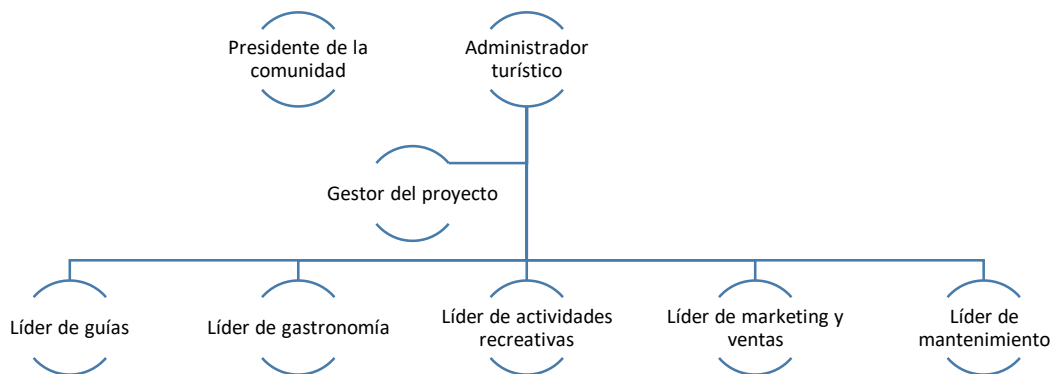 Presidente de la
comunidad
Administrador
turístico
Gestor del proyecto
Líder de guías
Líder de gastronomía
Líder de actividades
recreativas
Líder de marketing y
ventas
Líder de
mantenimiento